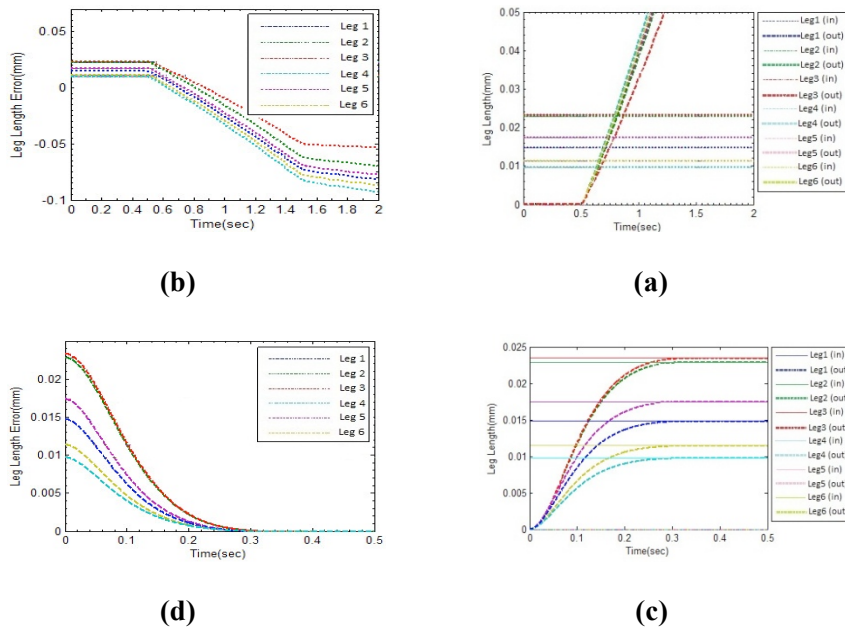 0.05
0
-0.05
-0.1
Leg Length Error(mm)
0 0.2 0.4 0.6 0.8 1 1.2 1.4 1.6 1.8 2
Time(sec)
Leg 1
Leg 2
Leg 3
Leg 4
Leg 5
Leg 6
(b)
0.05
0.04
0.03
0.02
0.01
0
Leg Length(mm)
0 0.5 1 1.5 2
Time(sec)
Leg1 (in)
Leg1 (out)
Leg2 (in)
Leg2 (out)
Leg3 (in)
Leg3 (out)
Leg4 (in)
Leg4 (out)
Leg5 (in)
Leg5 (out)
Leg6 (in)
Leg6 (out)
(a)
0.02
0.015
0.01
0.005
0
Leg Length Error(mm)
0 0.1 0.2 0.3 0.4 0.5
Time(sec)
Leg 1
Leg 2
Leg 3
Leg 4
Leg 5
Leg 6
(d)
0.025
0.02
0.015
0.01
0.005
0
Leg Length(mm)
0 0.1 0.2 0.3 0.4 0.5
Time(sec)
Leg1 (in)
Leg1 (out)
Leg2 (in)
Leg2 (out)
Leg3 (in)
Leg3 (out)
Leg4 (in)
Leg4 (out)
Leg5 (in)
Leg5 (out)
Leg6 (in)
Leg6 (out)
(c)